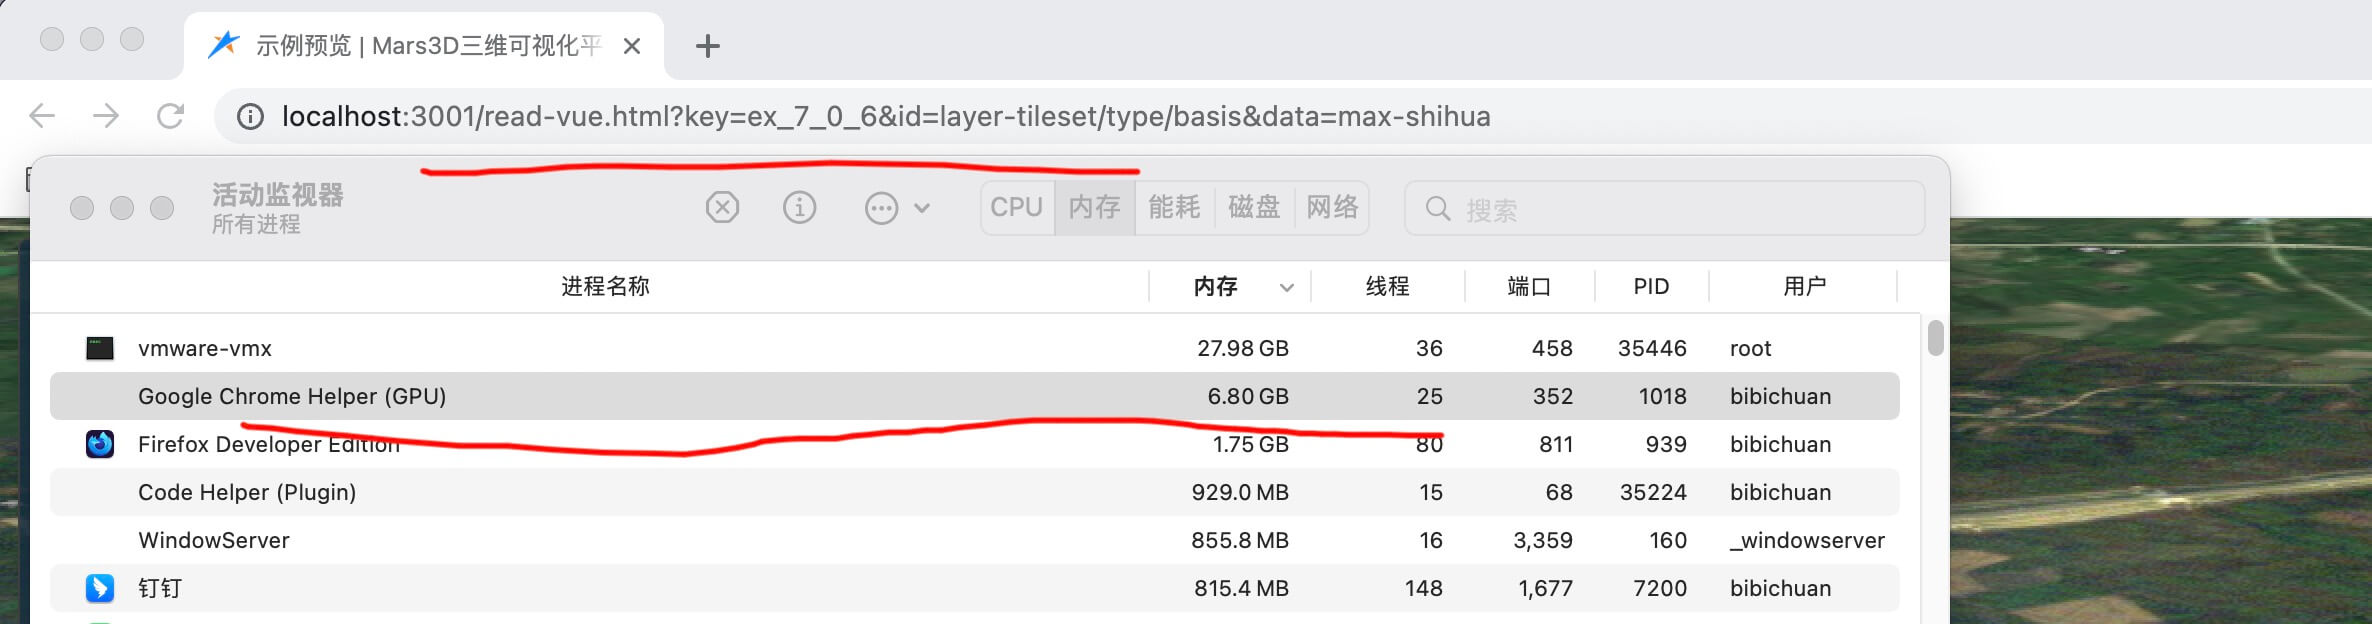 示例预览 | Mars3D三维可视化平
localhost:3001/read-vue.html?key=ex_7_0_6&id=layer-tileset/type/basis&data=max-shihua
活动监视器
所有进程
CPU 内存 能耗 磁盘 网络 搜索
进程名称 内存 线程 端口 PID 用户
vmware-vmx 27.98 GB 36 458 35446 root
Google Chrome Helper (GPU) 6.80 GB 25 352 1018 bibichuan
Firefox Developer Edition 1.75 GB 80 811 939 bibichuan
Code Helper (Plugin) 929.0 MB 15 68 35224 bibichuan
WindowServer 855.8 MB 16 3,359 160 _windowserver
钉钉 815.4 MB 148 1,677 7200 bibichuan